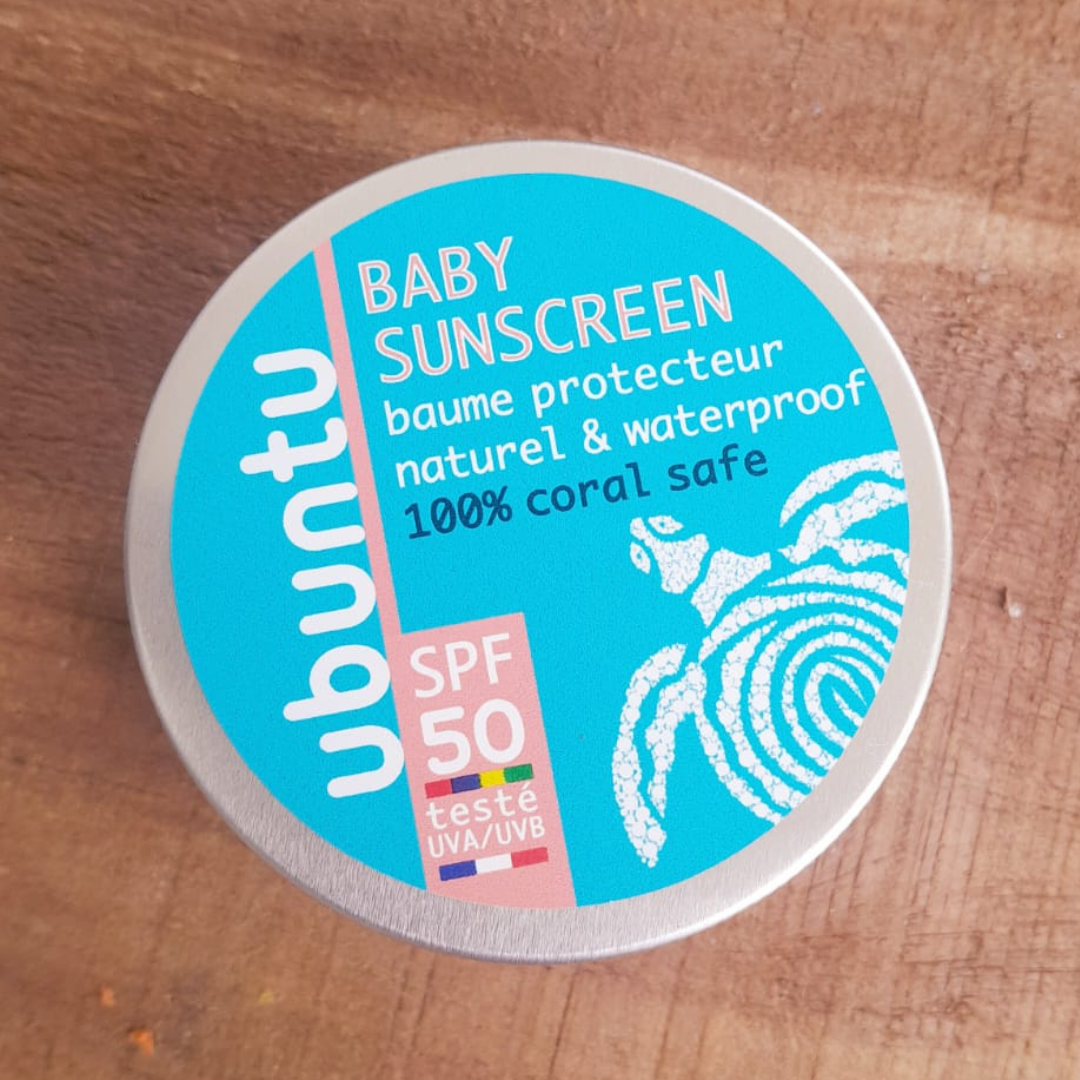 ubuntu
BABY
SUNSCREEN
baume protecteur
naturel & waterproof
100% coral safe
SPF
50
testé
UVA/UVB